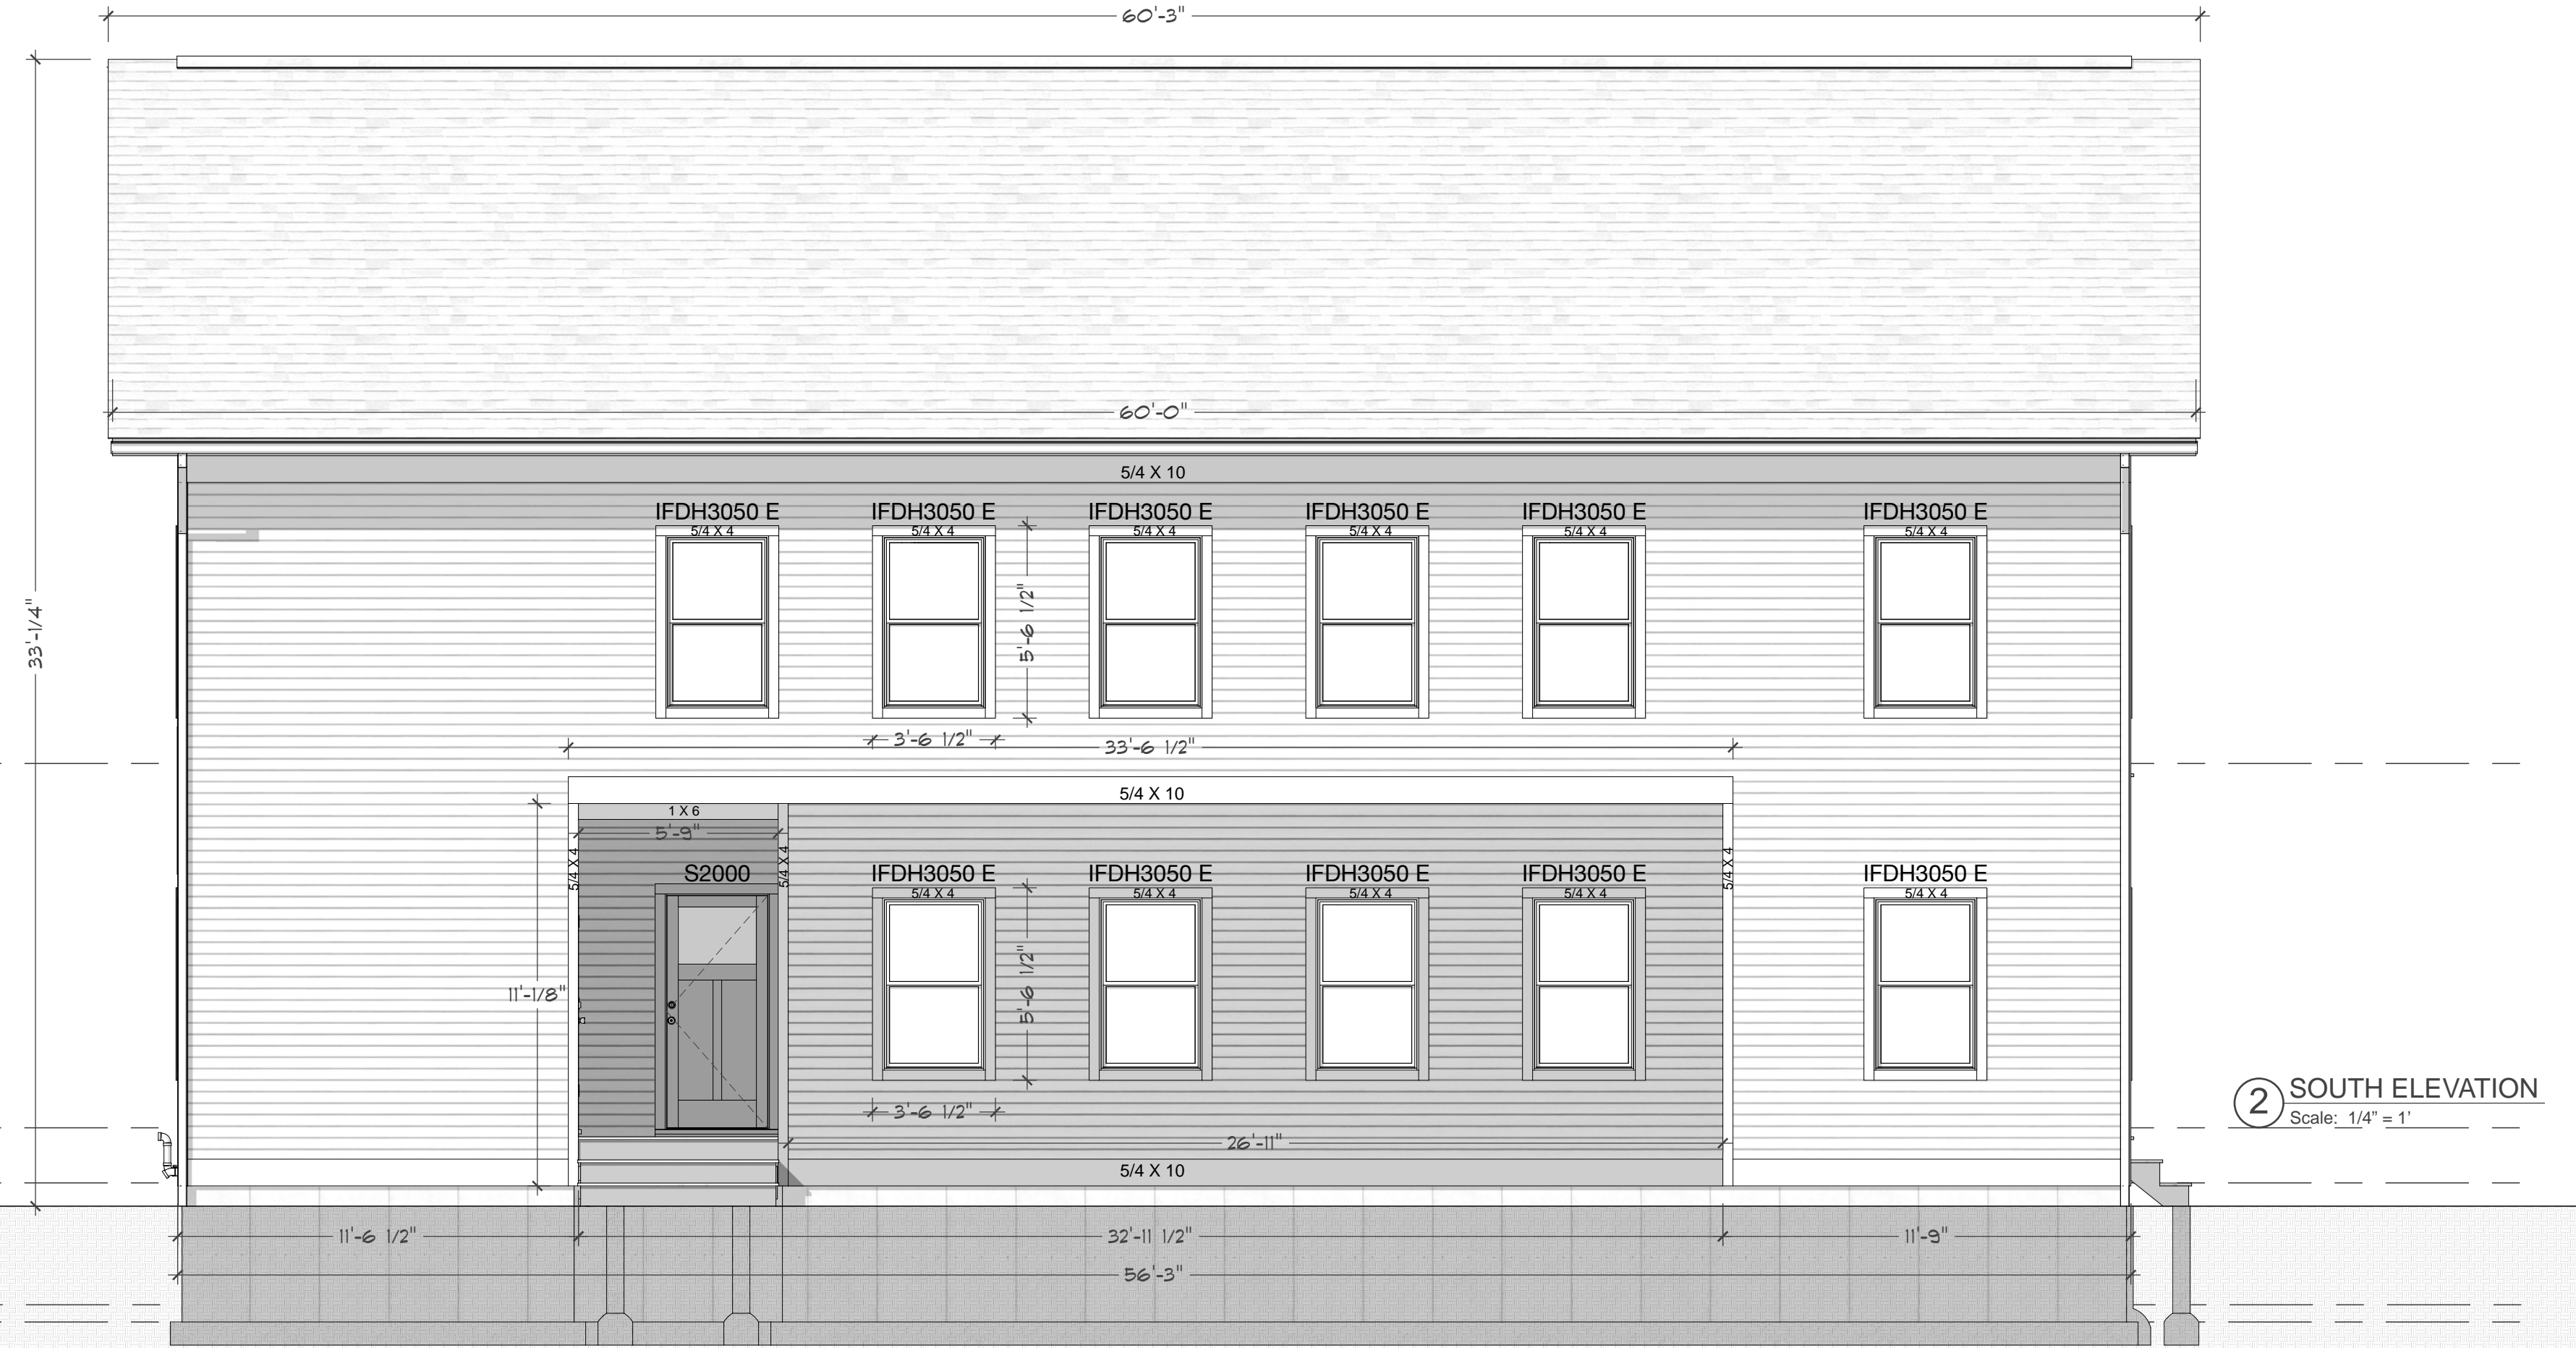 60'-3"
33'-1/4"
60'-0"
5/4 X 10
IFDH3050 E IFDH3050 E IFDH3050 E IFDH3050 E IFDH3050 E IFDH3050 E
5/4 X 4 5/4 X 4 5/4 X 4 5/4 X 4 5/4 X 4 5/4 X 4
5'-6 1/2"
3'-6 1/2"
33'-6 1/2"
5/4 X 10
1 X 6
5'-9"
5/4 X 4
5/4 X 4
5/4 X 4
S2000 IFDH3050 E IFDH3050 E IFDH3050 E IFDH3050 E IFDH3050 E
5/4 X 4 5/4 X 4 5/4 X 4 5/4 X 4 5/4 X 4
11'-1/8"
5'-6 1/2"
3'-6 1/2"
26'-11"
5/4 X 10
2 SOUTH ELEVATION
Scale: 1/4” = 1’
11'-6 1/2" 32'-11 1/2" 11'-9"
56'-3"